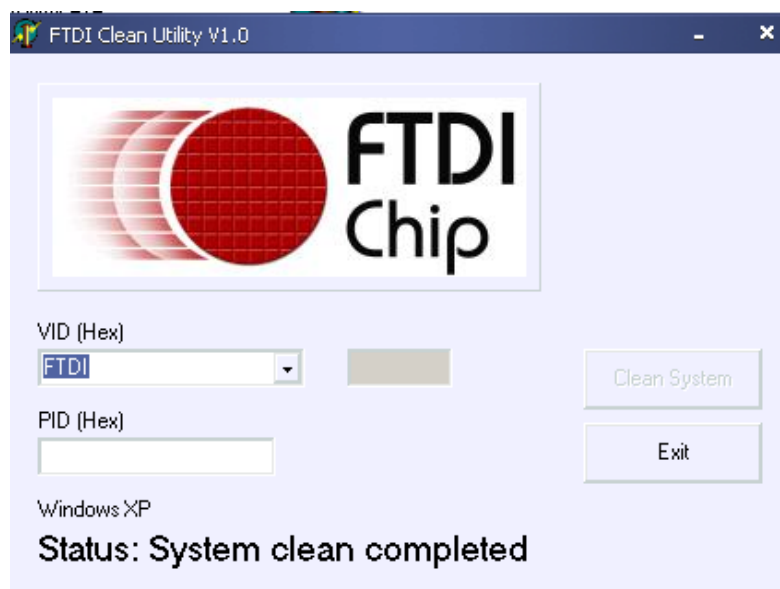 FTDI Clean Utility V1.0
FTDI
Chip
VID (Hex)
FTDI
Clean System
PID (Hex)
Exit
Windows XP
Status: System clean completed